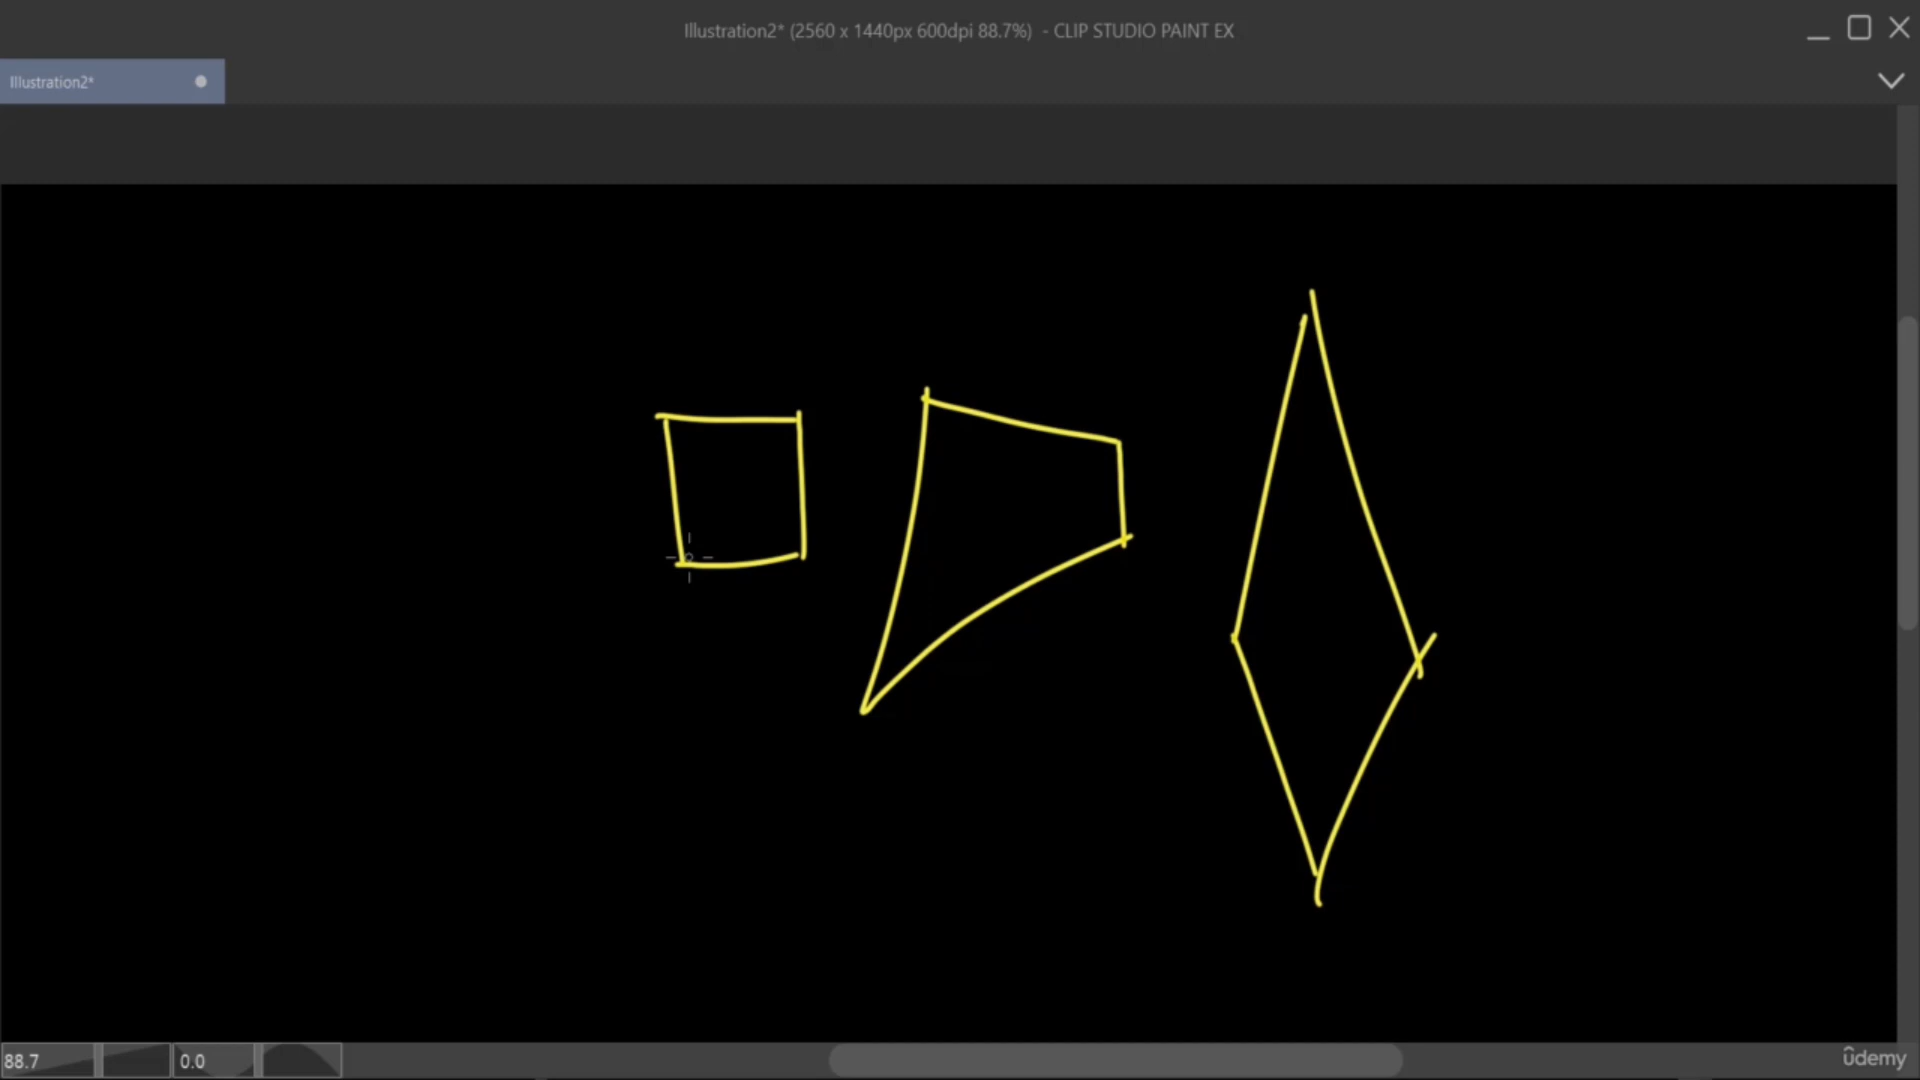 Illustration2* (2560 x 1440px 600dpi 88.7%)  - CLIP STUDIO PAINT EX
Illustration2*
88.7
0.0
ûdemy